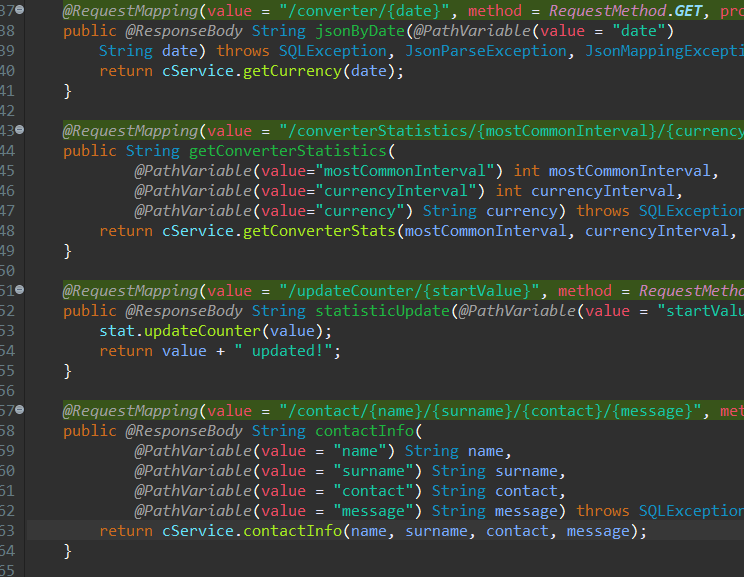 37 @RequestMapping(value = "/converter/{date}", method = RequestMethod.GET, pro
38 public @ResponseBody String jsonByDate(@PathVariable(value = "date")
39 String date) throws SQLException, JsonParseException, JsonMappingExcepti
40 return cService.getCurrency(date);
41 }
42
43 @RequestMapping(value = "/converterStatistics/{mostCommonInterval}/{currency
44 public String getConverterStatistics(
45 @PathVariable(value="mostCommonInterval") int mostCommonInterval,
46 @PathVariable(value="currencyInterval") int currencyInterval,
47 @PathVariable(value="currency") String currency) throws SQLException
48 return cService.getConverterStats(mostCommonInterval, currencyInterval,
49 }
50
51 @RequestMapping(value = "/updateCounter/{startValue}", method = RequestMetho
52 public @ResponseBody String statisticUpdate(@PathVariable(value = "startValu
53 stat.updateCounter(value);
54 return value + " updated!";
55 }
56
57 @RequestMapping(value = "/contact/{name}/{surname}/{contact}/{message}", met
58 public @ResponseBody String contactInfo(
59 @PathVariable(value = "name") String name,
60 @PathVariable(value = "surname") String surname,
61 @PathVariable(value = "contact") String contact,
62 @PathVariable(value = "message") String message) throws SQLException
63 return cService.contactInfo(name, surname, contact, message);
64 }
65